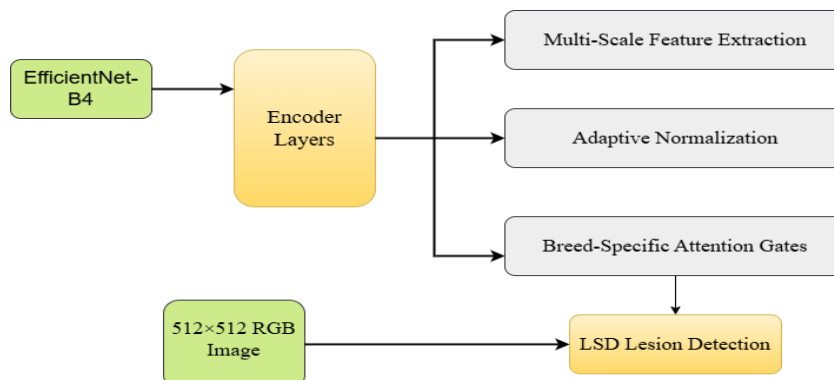 Multi-Scale Feature Extraction
EfficientNet-
B4
Encoder
Layers
Adaptive Normalization
Breed-Specific Attention Gates
512×512 RGB
Image
LSD Lesion Detection